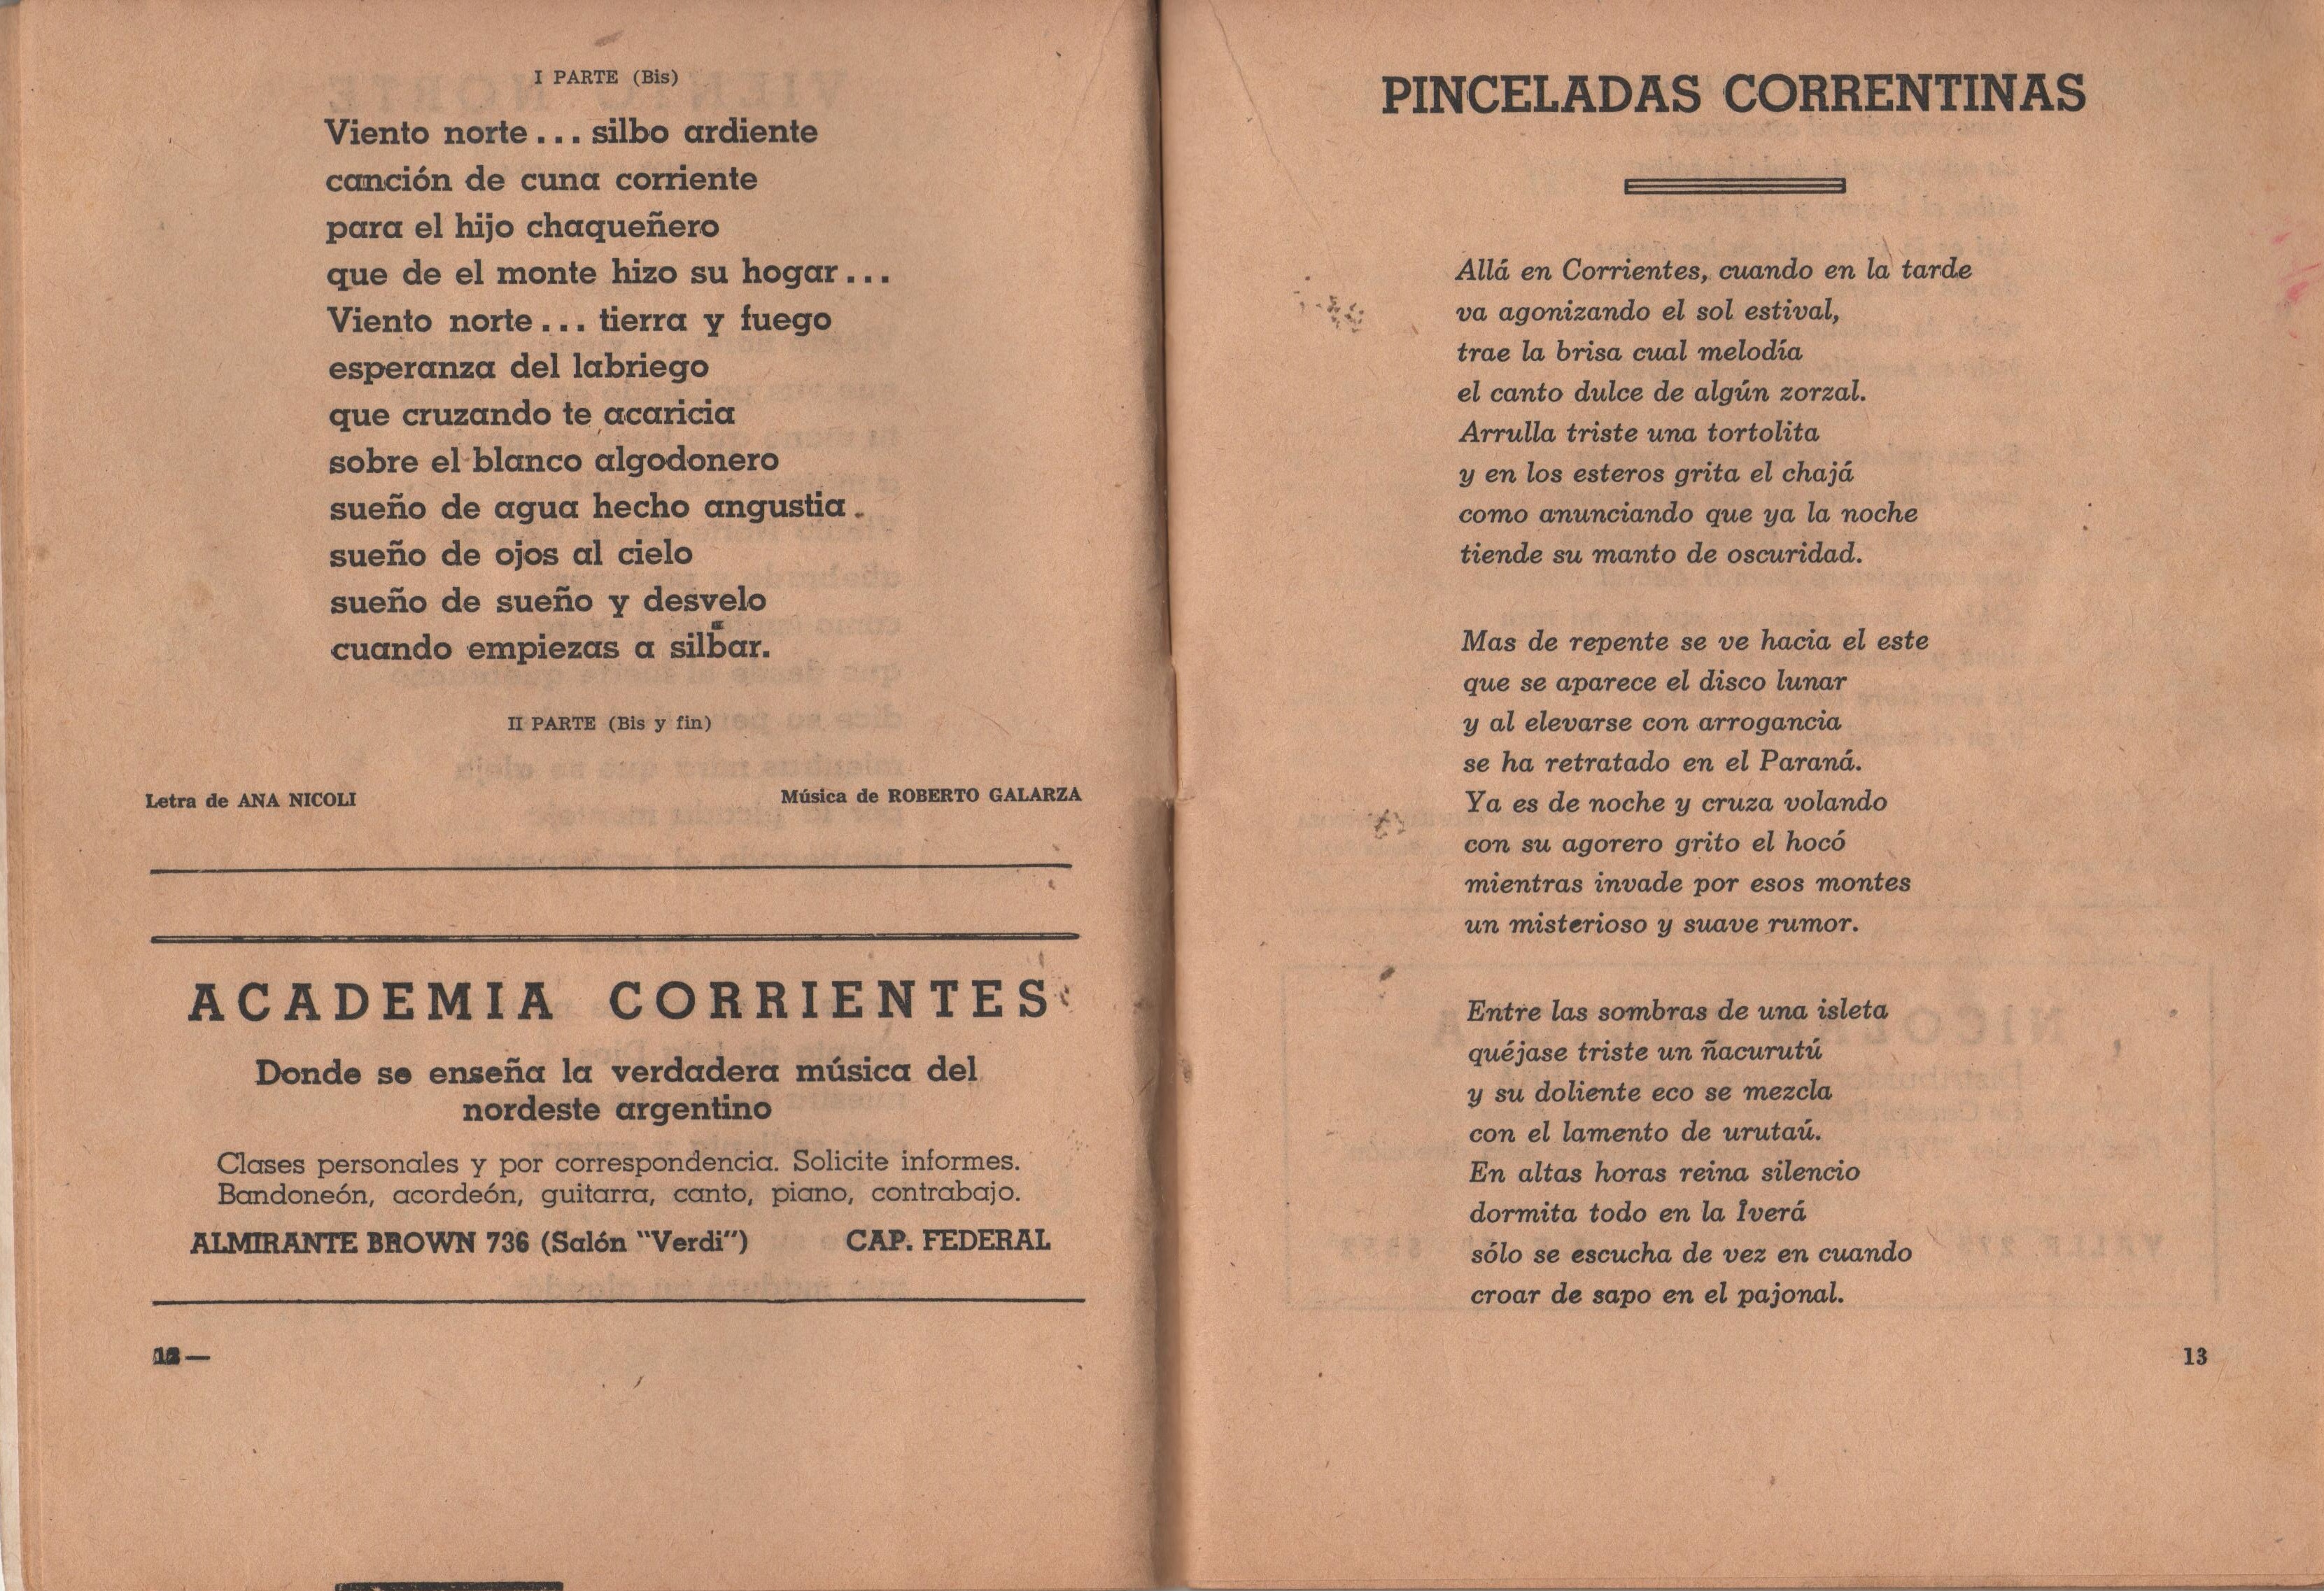 I PARTE (Bis)
Viento norte... silbo ardiente
canción de cuna corriente
para el hijo chaqueñero
que de el monte hizo su hogar...
Viento norte... tierra y fuego
esperanza del labriego
que cruzando te acaricia
sobre el blanco algodonero
sueño de agua hecho angustia.
sueño de ojos al cielo
sueño de sueño y desvelo
cuando empiezas a silbar.
II PARTE (Bis y fin)
Letra de ANA NICOLI Música de ROBERTO GALARZA
ACADEMIA CORRIENTES
Donde se enseña la verdadera música del
nordeste argentino
Clases personales y por correspondencia. Solicite informes.
Bandoneón, acordeón, guitarra, canto, piano, contrabajo.
ALMIRANTE BROWN 736 (Salón "Verdi") CAP. FEDERAL
12 —
PINCELADAS CORRENTINAS
Allá en Corrientes, cuando en la tarde
va agonizando el sol estival,
trae la brisa cual melodía
el canto dulce de algún zorzal.
Arrulla triste una tortolita
y en los esteros grita el chajá
como anunciando que ya la noche
tiende su manto de oscuridad.
Mas de repente se ve hacia el este
que se aparece el disco lunar
y al elevarse con arrogancia
se ha retratado en el Paraná.
Ya es de noche y cruza volando
con su agorero grito el hocó
mientras invade por esos montes
un misterioso y suave rumor.
Entre las sombras de una isleta
quéjase triste un ñacurutú
y su doliente eco se mezcla
con el lamento de urutaú.
En altas horas reina silencio
dormita todo en la Iverá
sólo se escucha de vez en cuando
croar de sapo en el pajonal.
13